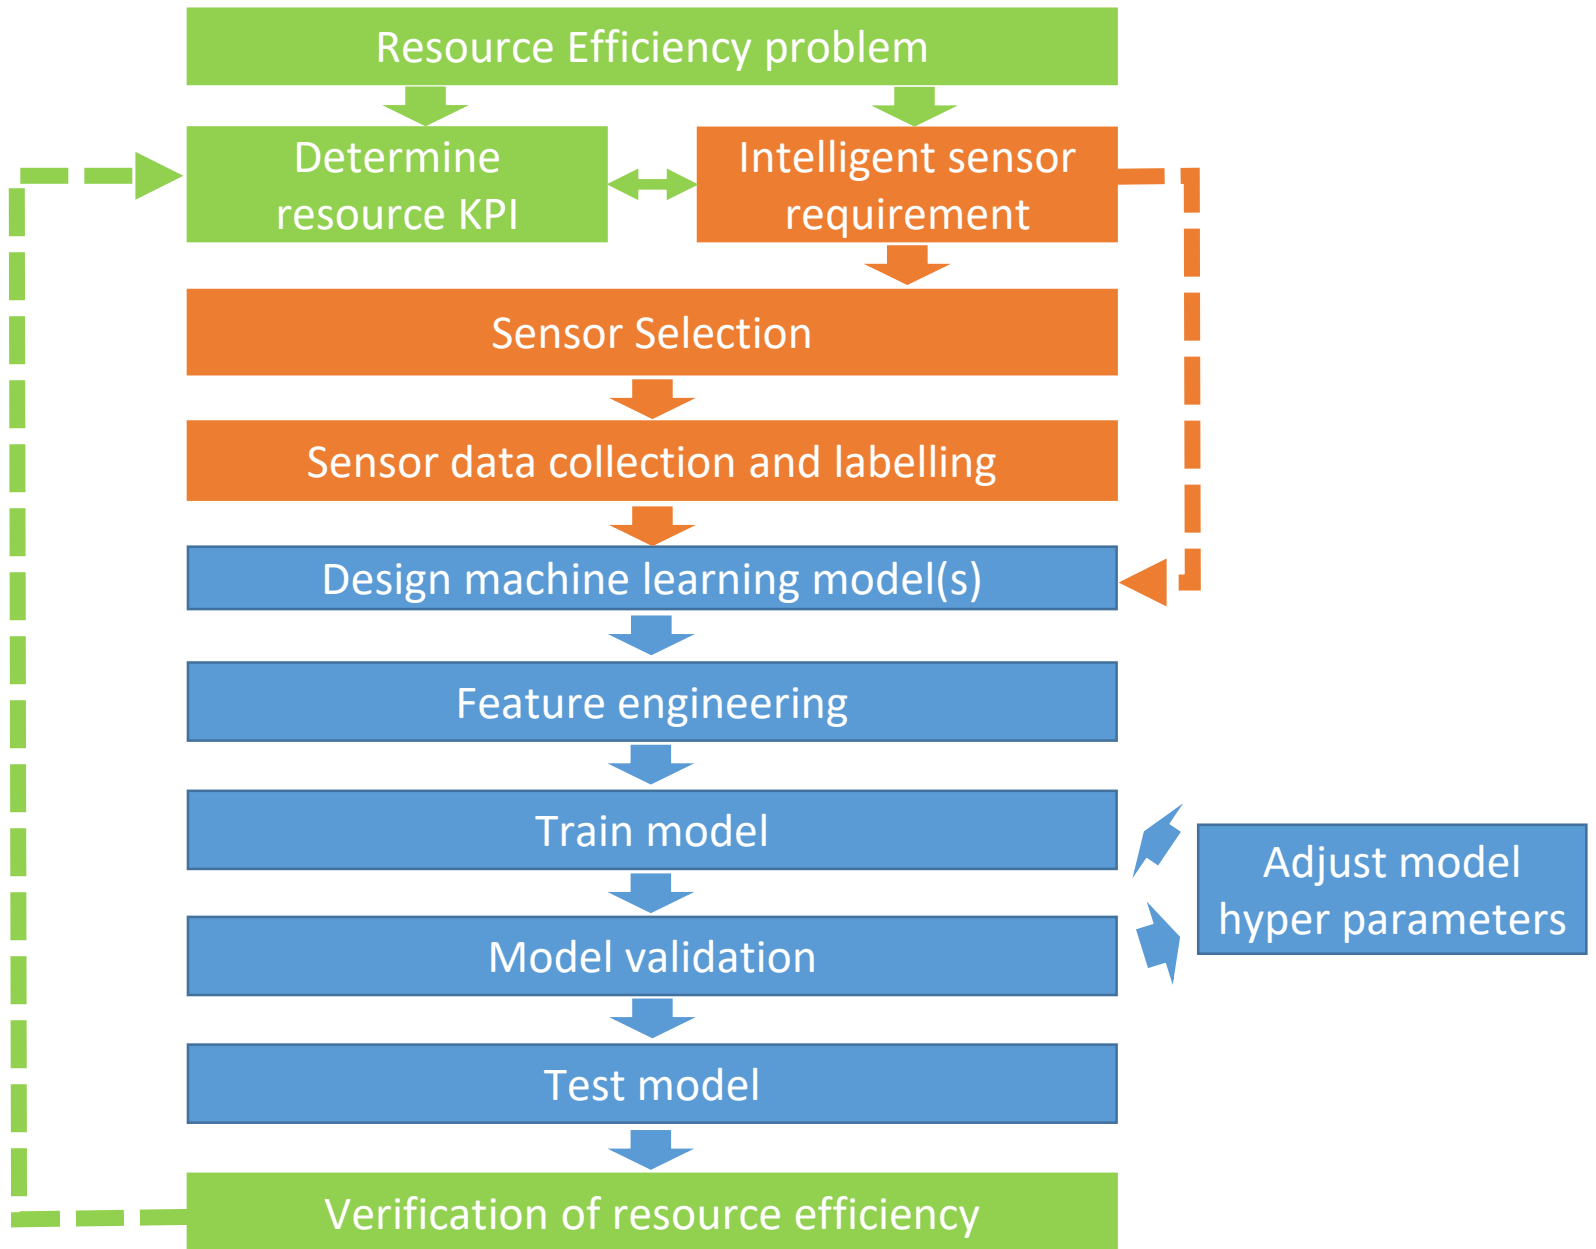 Resource Efficiency problem
Determine
resource KPI
Intelligent sensor
requirement
Sensor Selection
Sensor data collection and labelling
Design machine learning model(s)
Feature engineering
Train model
Adjust model
hyper parameters
Model validation
Test model
Verification of resource efficiency